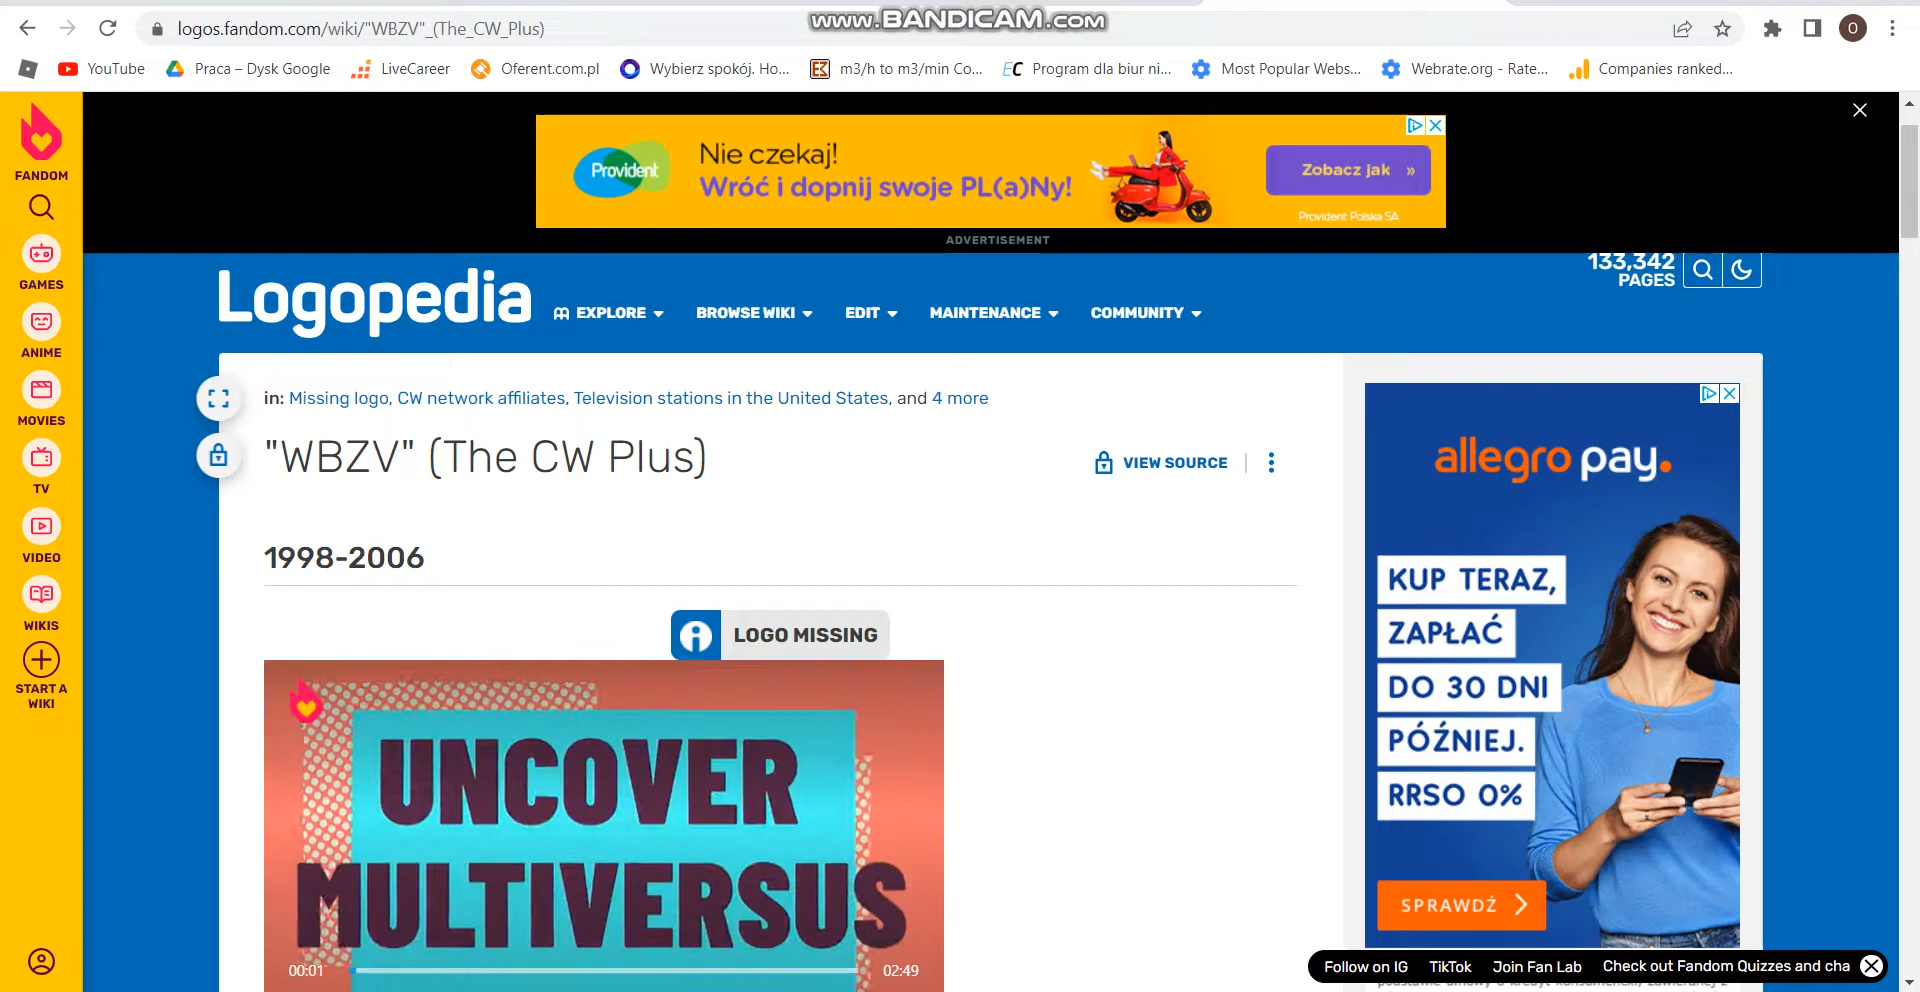 WWW.BANDICAM.COM
logos.fandom.com/wiki/"WBZV"_(The_CW_Plus)
O
YouTube
Praca – Dysk Google
LiveCareer
Oferent.com.pl
Wybierz spokój. Ho...
m3/h to m3/min Co...
EC Program dla biur ni...
Most Popular Webs...
Webrate.org - Rate...
Companies ranked...
FANDOM
GAMES
ANIME
MOVIES
TV
VIDEO
WIKIS
START A
WIKI
Provident
Nie czekaj!
Wróć i dopnij swoje PL(a)Ny!
Zobacz jak »
Provident Polska SA
ADVERTISEMENT
133,342
PAGES
Logopedia
EXPLORE
BROWSE WIKI
EDIT
MAINTENANCE
COMMUNITY
in: Missing logo, CW network affiliates, Television stations in the United States, and 4 more
"WBZV" (The CW Plus)
VIEW SOURCE
1998-2006
LOGO MISSING
UNCOVER
MULTIVERSUS
00:01
02:49
allegro pay.
KUP TERAZ,
ZAPŁAĆ
DO 30 DNI
PÓŹNIEJ.
RRSO 0%
SPRAWDŹ
Follow on IG
TikTok
Join Fan Lab
Check out Fandom Quizzes and cha